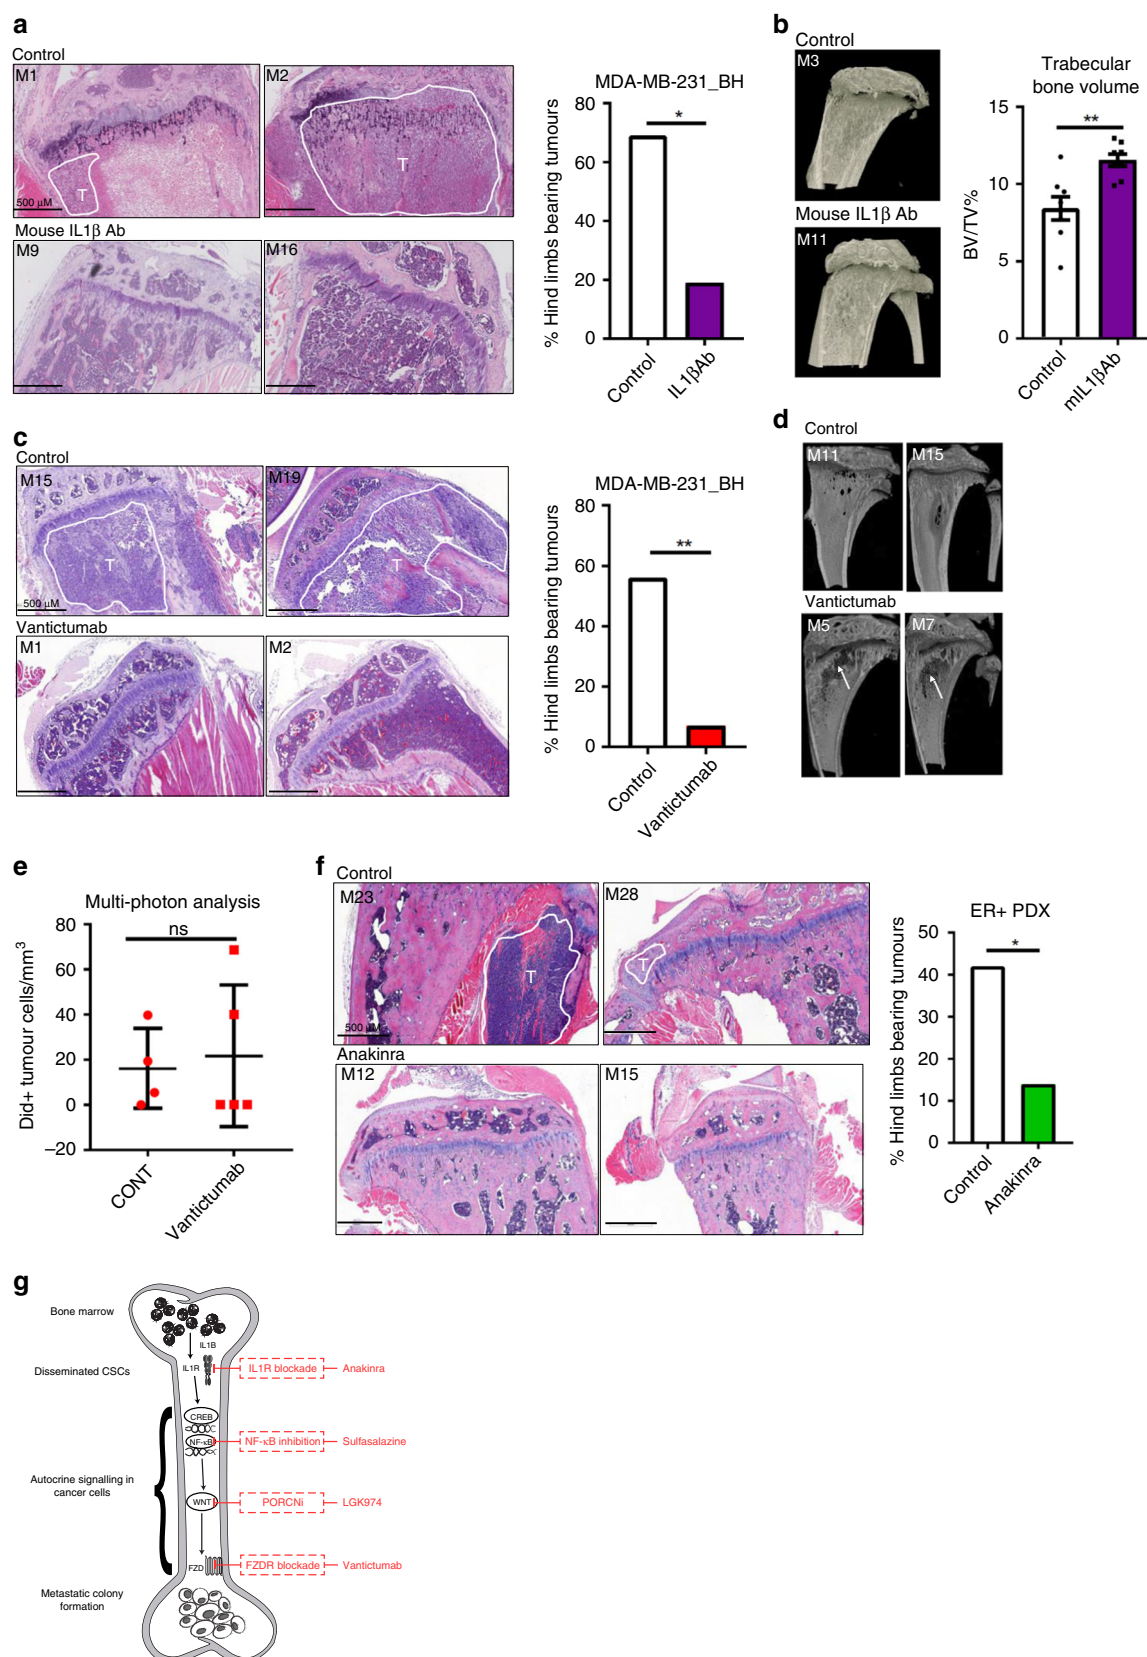 a
Control
M1
M2
T
T
500 μM
Mouse IL1β Ab
M9
M16
MDA-MB-231_BH
% Hind limbs bearing tumours
80
60
40
20
0
*
Control
IL1βAb
b
Control
M3
Mouse IL1β Ab
M11
Trabecular
bone volume
BV/TV%
15
10
5
0
**
Control
mIL1βAb
c
Control
M15
M19
T
T
500 μM
Vantictumab
M1
M2
MDA-MB-231_BH
% Hind limbs bearing tumours
80
60
40
20
0
**
Control
Vantictumab
d
Control
M11
M15
Vantictumab
M5
M7
e
Multi-photon analysis
Did+ tumour cells/mm³
80
60
40
20
0
–20
ns
CONT
Vantictumab
f
Control
M23
M28
T
T
500 μM
Anakinra
M12
M15
ER+ PDX
% Hind limbs bearing tumours
50
40
30
20
10
0
*
Control
Anakinra
g
Bone marrow
IL1B
Disseminated CSCs
IL1R
IL1R blockade
Anakinra
CREB
NF-κB
NF-κB inhibition
Sulfasalazine
Autocrine signalling in
cancer cells
WNT
PORCNi
LGK974
FZD
FZDR blockade
Vantictumab
Metastatic colony
formation